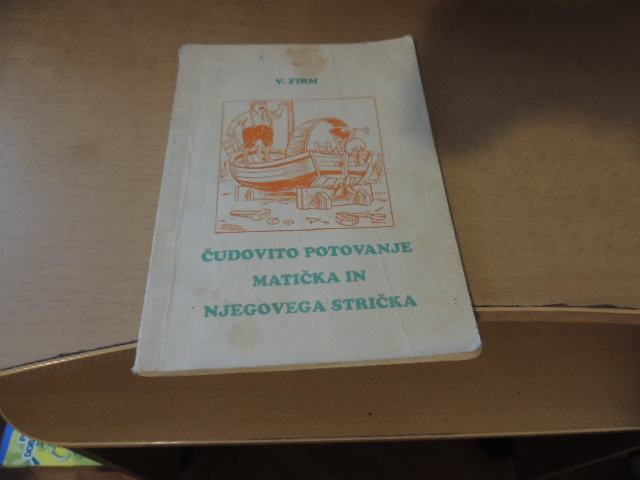 V. FIRM
ČUDOVITO POTOVANJE
MATIČKA IN
NJEGOVEGA STRIČKA